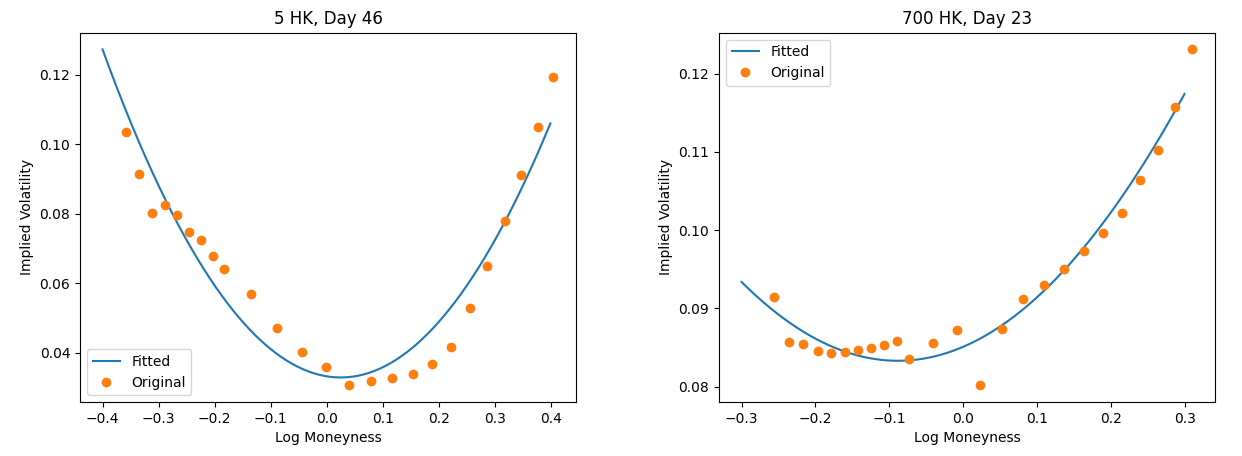 5 HK, Day 46
0.12
0.10
0.08
0.06
0.04
Implied Volatility
Fitted
Original
−0.4 −0.3 −0.2 −0.1 0.0 0.1 0.2 0.3 0.4
Log Moneyness
700 HK, Day 23
Fitted
Original
0.12
0.11
0.10
0.09
0.08
Implied Volatility
−0.3 −0.2 −0.1 0.0 0.1 0.2 0.3
Log Moneyness